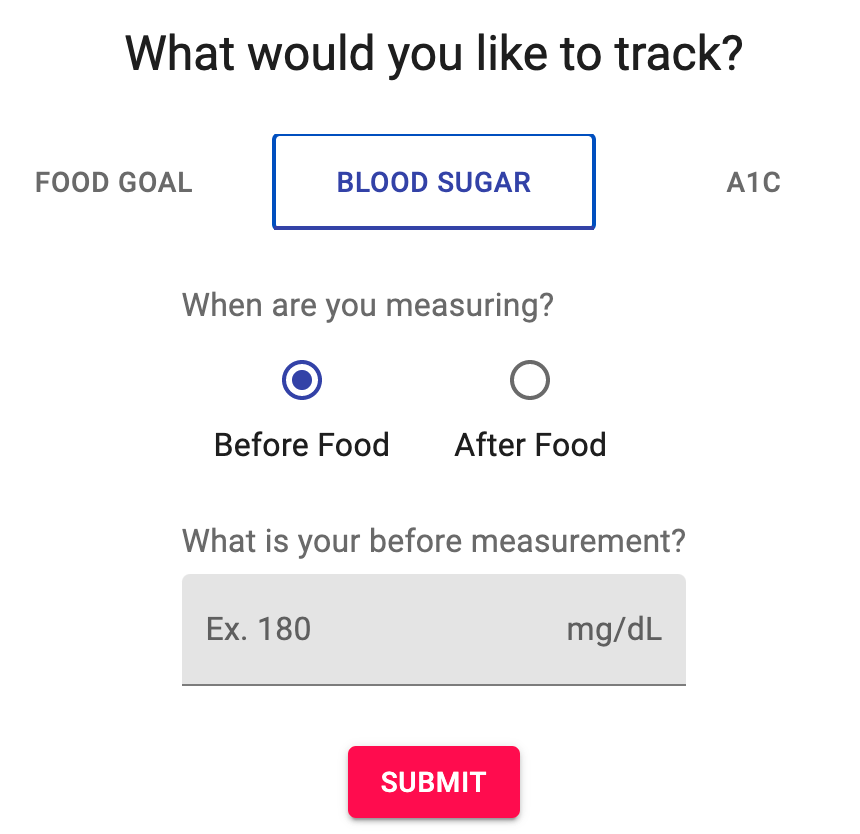 What would you like to track?
FOOD GOAL BLOOD SUGAR A1C
When are you measuring?
Before Food After Food
What is your before measurement?
Ex. 180 mg/dL
SUBMIT